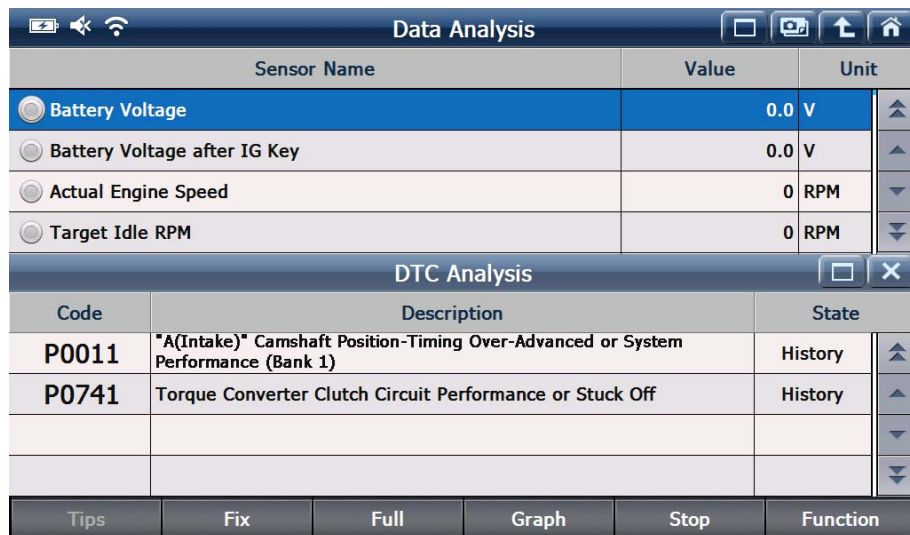 Data Analysis
Sensor Name Value Unit
Battery Voltage 0.0 V
Battery Voltage after IG Key 0.0 V
Actual Engine Speed 0 RPM
Target Idle RPM 0 RPM
DTC Analysis
Code Description State
P0011 "A(Intake)" Camshaft Position-Timing Over-Advanced or System
Performance (Bank 1) History
P0741 Torque Converter Clutch Circuit Performance or Stuck Off History
Tips Fix Full Graph Stop Function